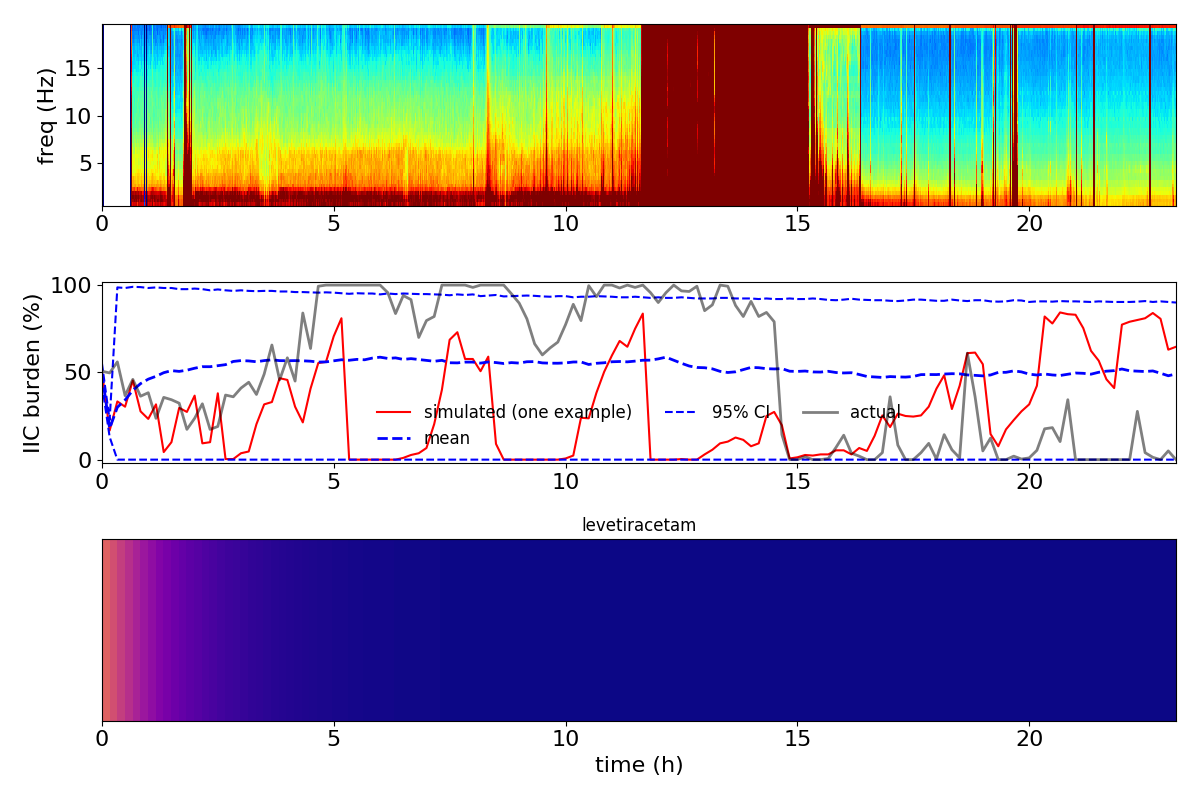 freq (Hz)
15
10
5
0 5 10 15 20
IIC burden (%)
100
50
0
simulated (one example) 95% CI actual
mean
0 5 10 15 20
levetiracetam
0 5 10 15 20
time (h)